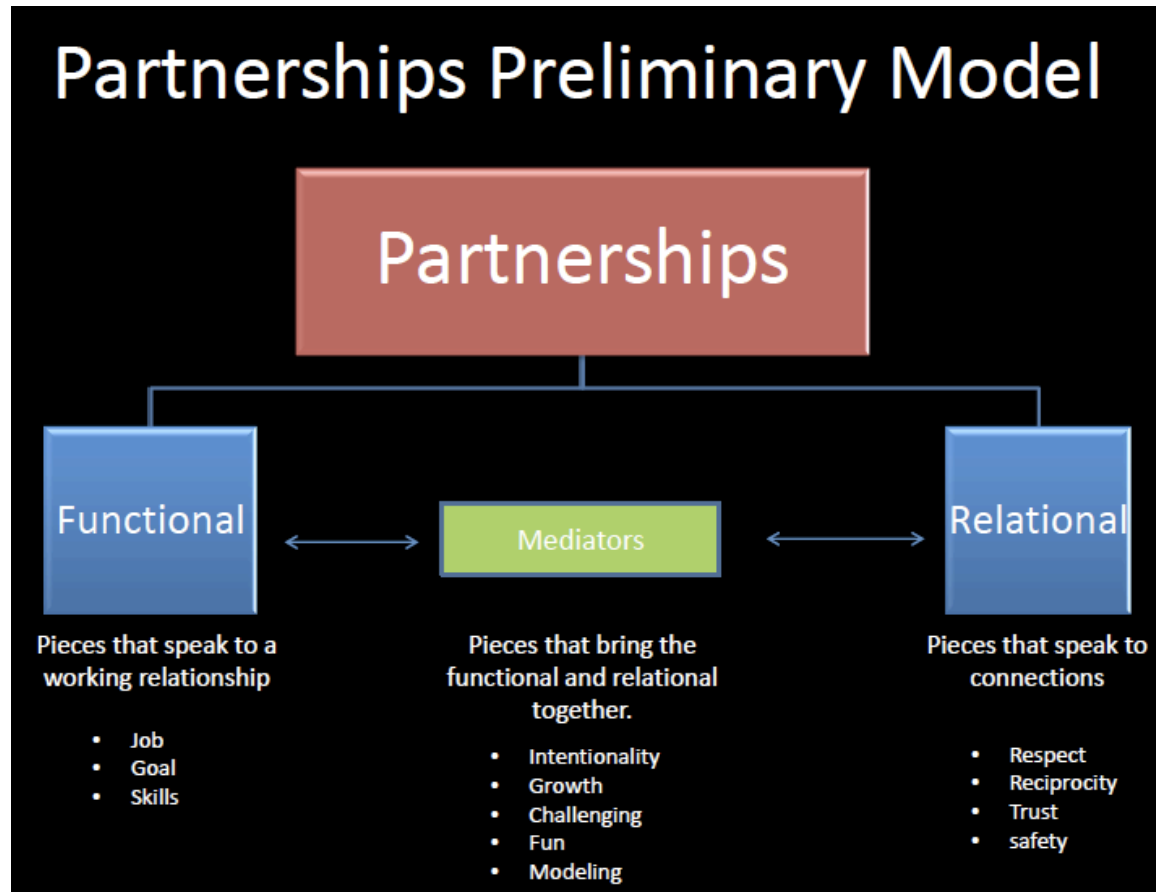 Partnerships Preliminary Model
Partnerships
Functional
Mediators
Relational
Pieces that speak to a
working relationship
• Job
• Goal
• Skills
Pieces that bring the
functional and relational
together.
• Intentionality
• Growth
• Challenging
• Fun
• Modeling
Pieces that speak to
connections
• Respect
• Reciprocity
• Trust
• safety